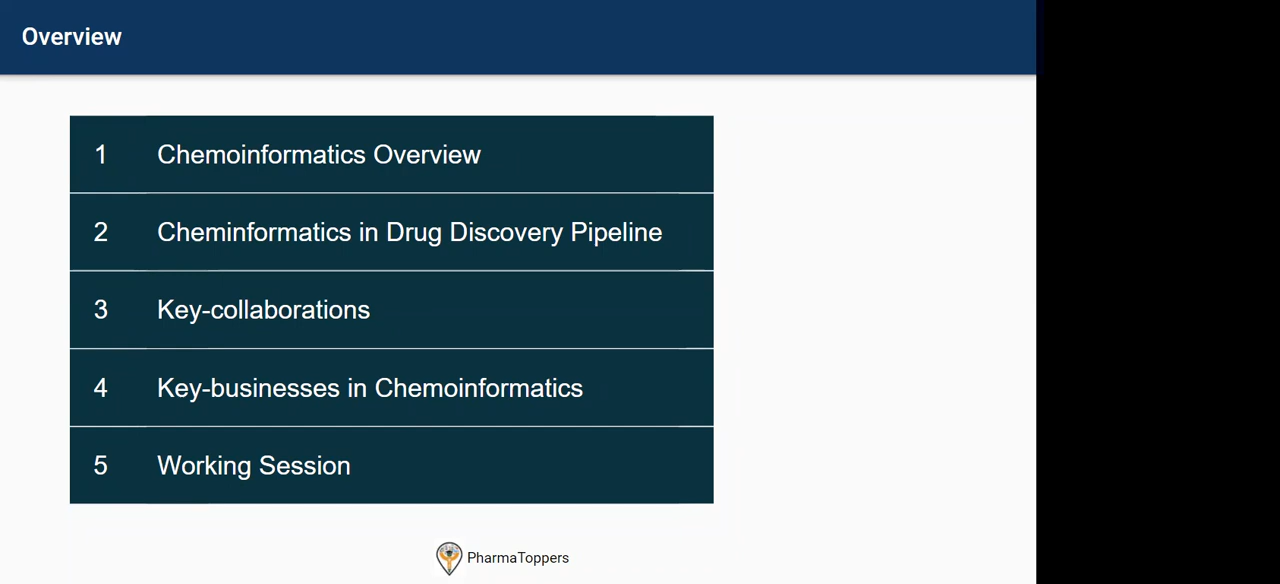 Overview
1 Chemoinformatics Overview
2 Cheminformatics in Drug Discovery Pipeline
3 Key-collaborations
4 Key-businesses in Chemoinformatics
5 Working Session
PharmaToppers